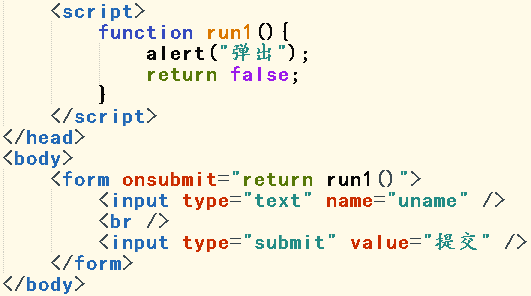 <script>
function run1(){
alert("弹出");
return false;
}
</script>
</head>
<body>
<form onsubmit="return run1()">
<input type="text" name="uname" />
<br />
<input type="submit" value="提交" />
</form>
</body>